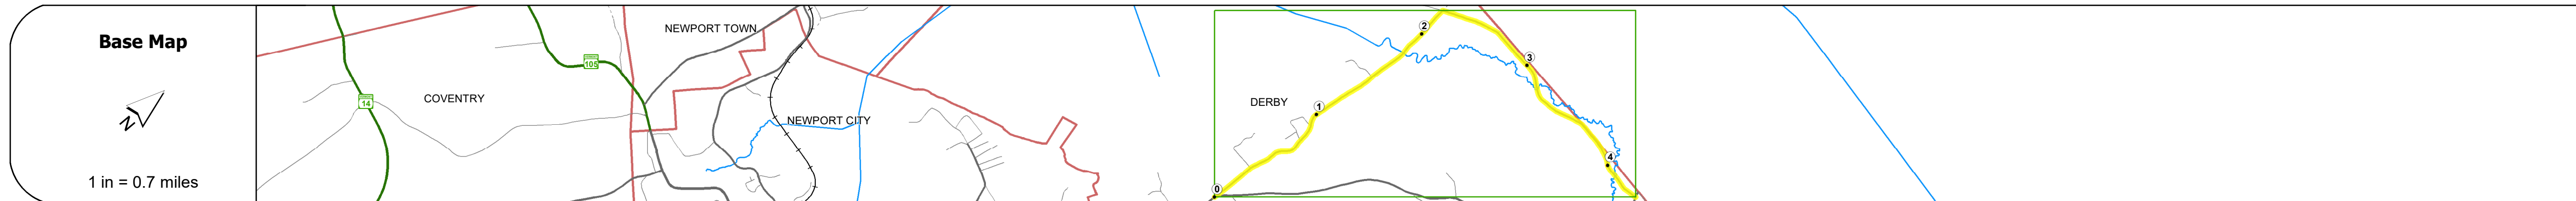 Base Map
N
1 in = 0.7 miles
14
COVENTRY
105
NEWPORT TOWN
NEWPORT CITY
DERBY
0
1
2
3
4